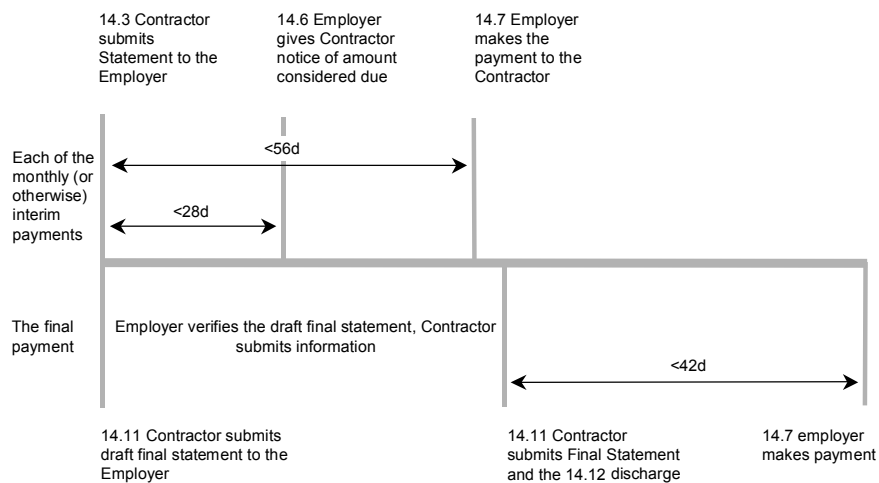 14.3 Contractor
submits
Statement to the
Employer
14.6 Employer
gives Contractor
notice of amount
considered due
14.7 Employer
makes the
payment to the
Contractor
Each of the
monthly (or
otherwise)
interim
payments
<56d
<28d
The final
payment
Employer verifies the draft final statement, Contractor
submits information
<42d
14.11 Contractor submits
draft final statement to the
Employer
14.11 Contractor
submits Final Statement
and the 14.12 discharge
14.7 employer
makes payment